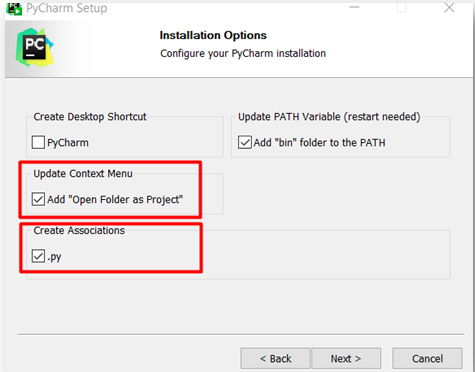 PyCharm Setup
PC
Installation Options
Configure your PyCharm installation
Create Desktop Shortcut
PyCharm
Update PATH Variable (restart needed)
Add "bin" folder to the PATH
Update Context Menu
Add "Open Folder as Project"
Create Associations
.py
< Back
Next >
Cancel